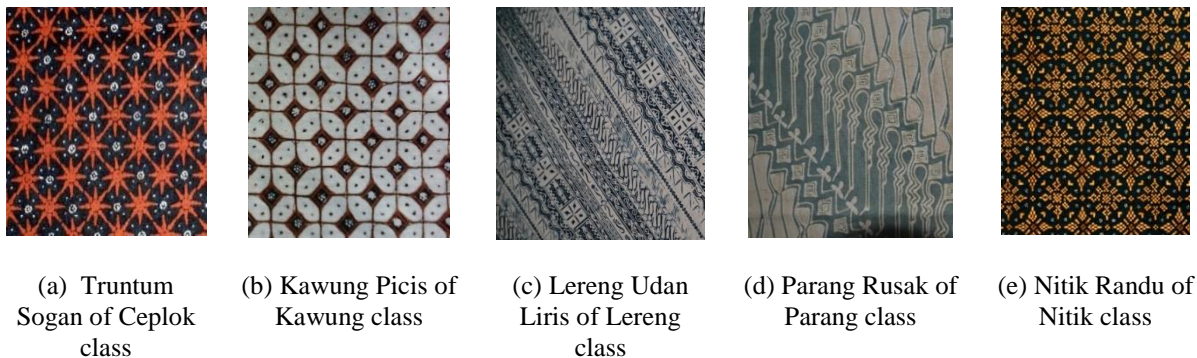 (a) Truntum
Sogan of Ceplok
class
(b) Kawung Picis of
Kawung class
(c) Lereng Udan
Liris of Lereng
class
(d) Parang Rusak of
Parang class
(e) Nitik Randu of
Nitik class